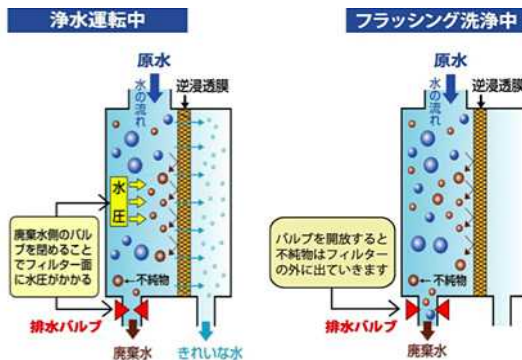 浄水運転中
原水
水の流れ
逆浸透膜
水
圧
廃棄水側のバル
ブを閉めること
でフィルター面
に水圧がかかる
不純物
排水バルブ
廃棄水
きれいな水
フラッシング洗浄中
原水
水の流れ
逆浸透膜
バルブを開放すると
不純物はフィルター
の外に出ていきます
不純物
排水バルブ
廃棄水